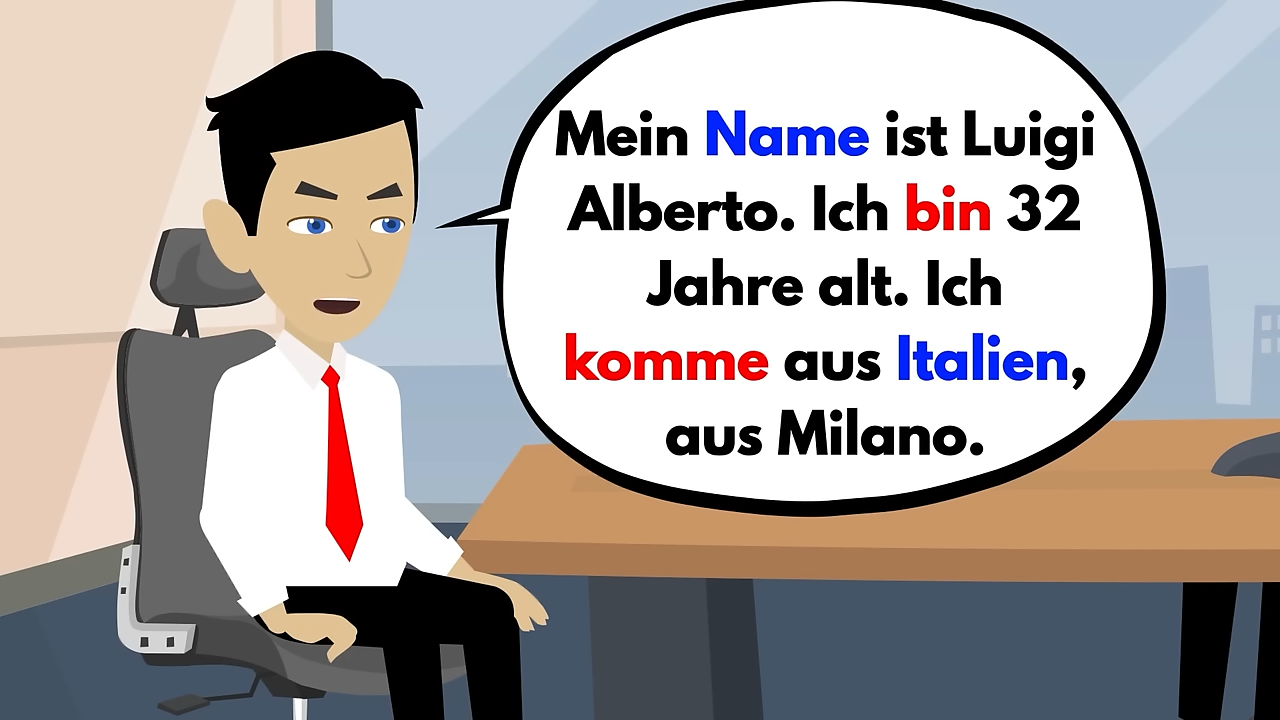 Mein Name ist Luigi
Alberto. Ich bin 32
Jahre alt. Ich
komme aus Italien,
aus Milano.